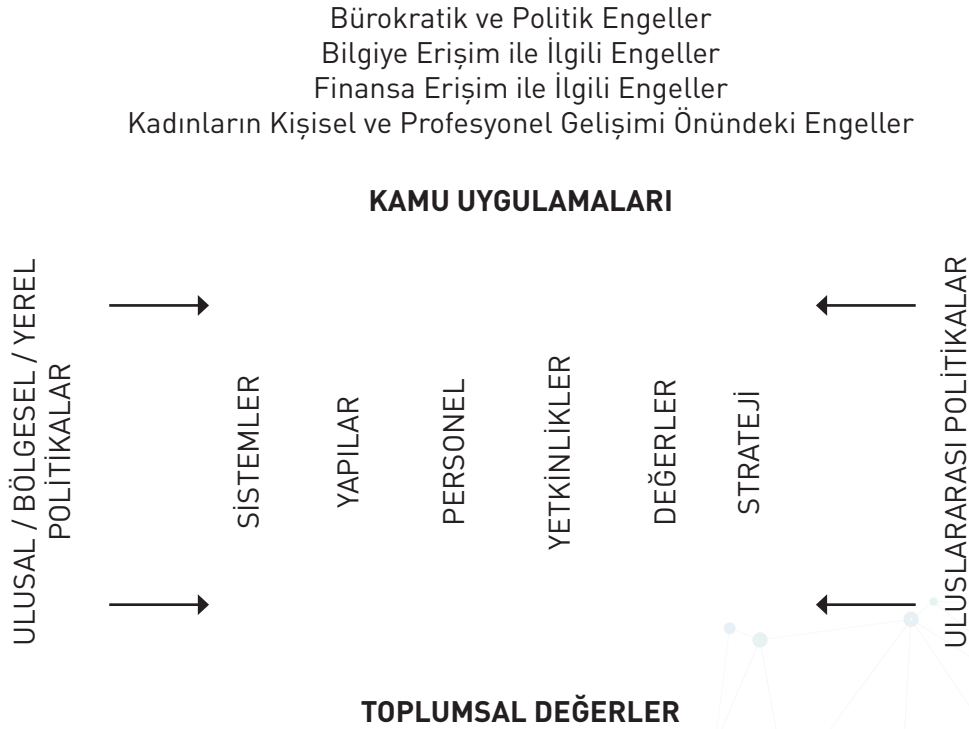 Bürokratik ve Politik Engeller
Bilgiye Erişim ile İlgili Engeller
Finansa Erişim ile İlgili Engeller
Kadınların Kişisel ve Profesyonel Gelişimi Önündeki Engeller
KAMU UYGULAMALARI
ULUSAL / BÖLGESEL / YEREL
POLİTİKALAR
SİSTEMLER
YAPILAR
PERSONEL
YETKİNLİKLER
DEĞERLER
STRATEJİ
ULUSLARARASI POLİTİKALAR
TOPLUMSAL DEĞERLER